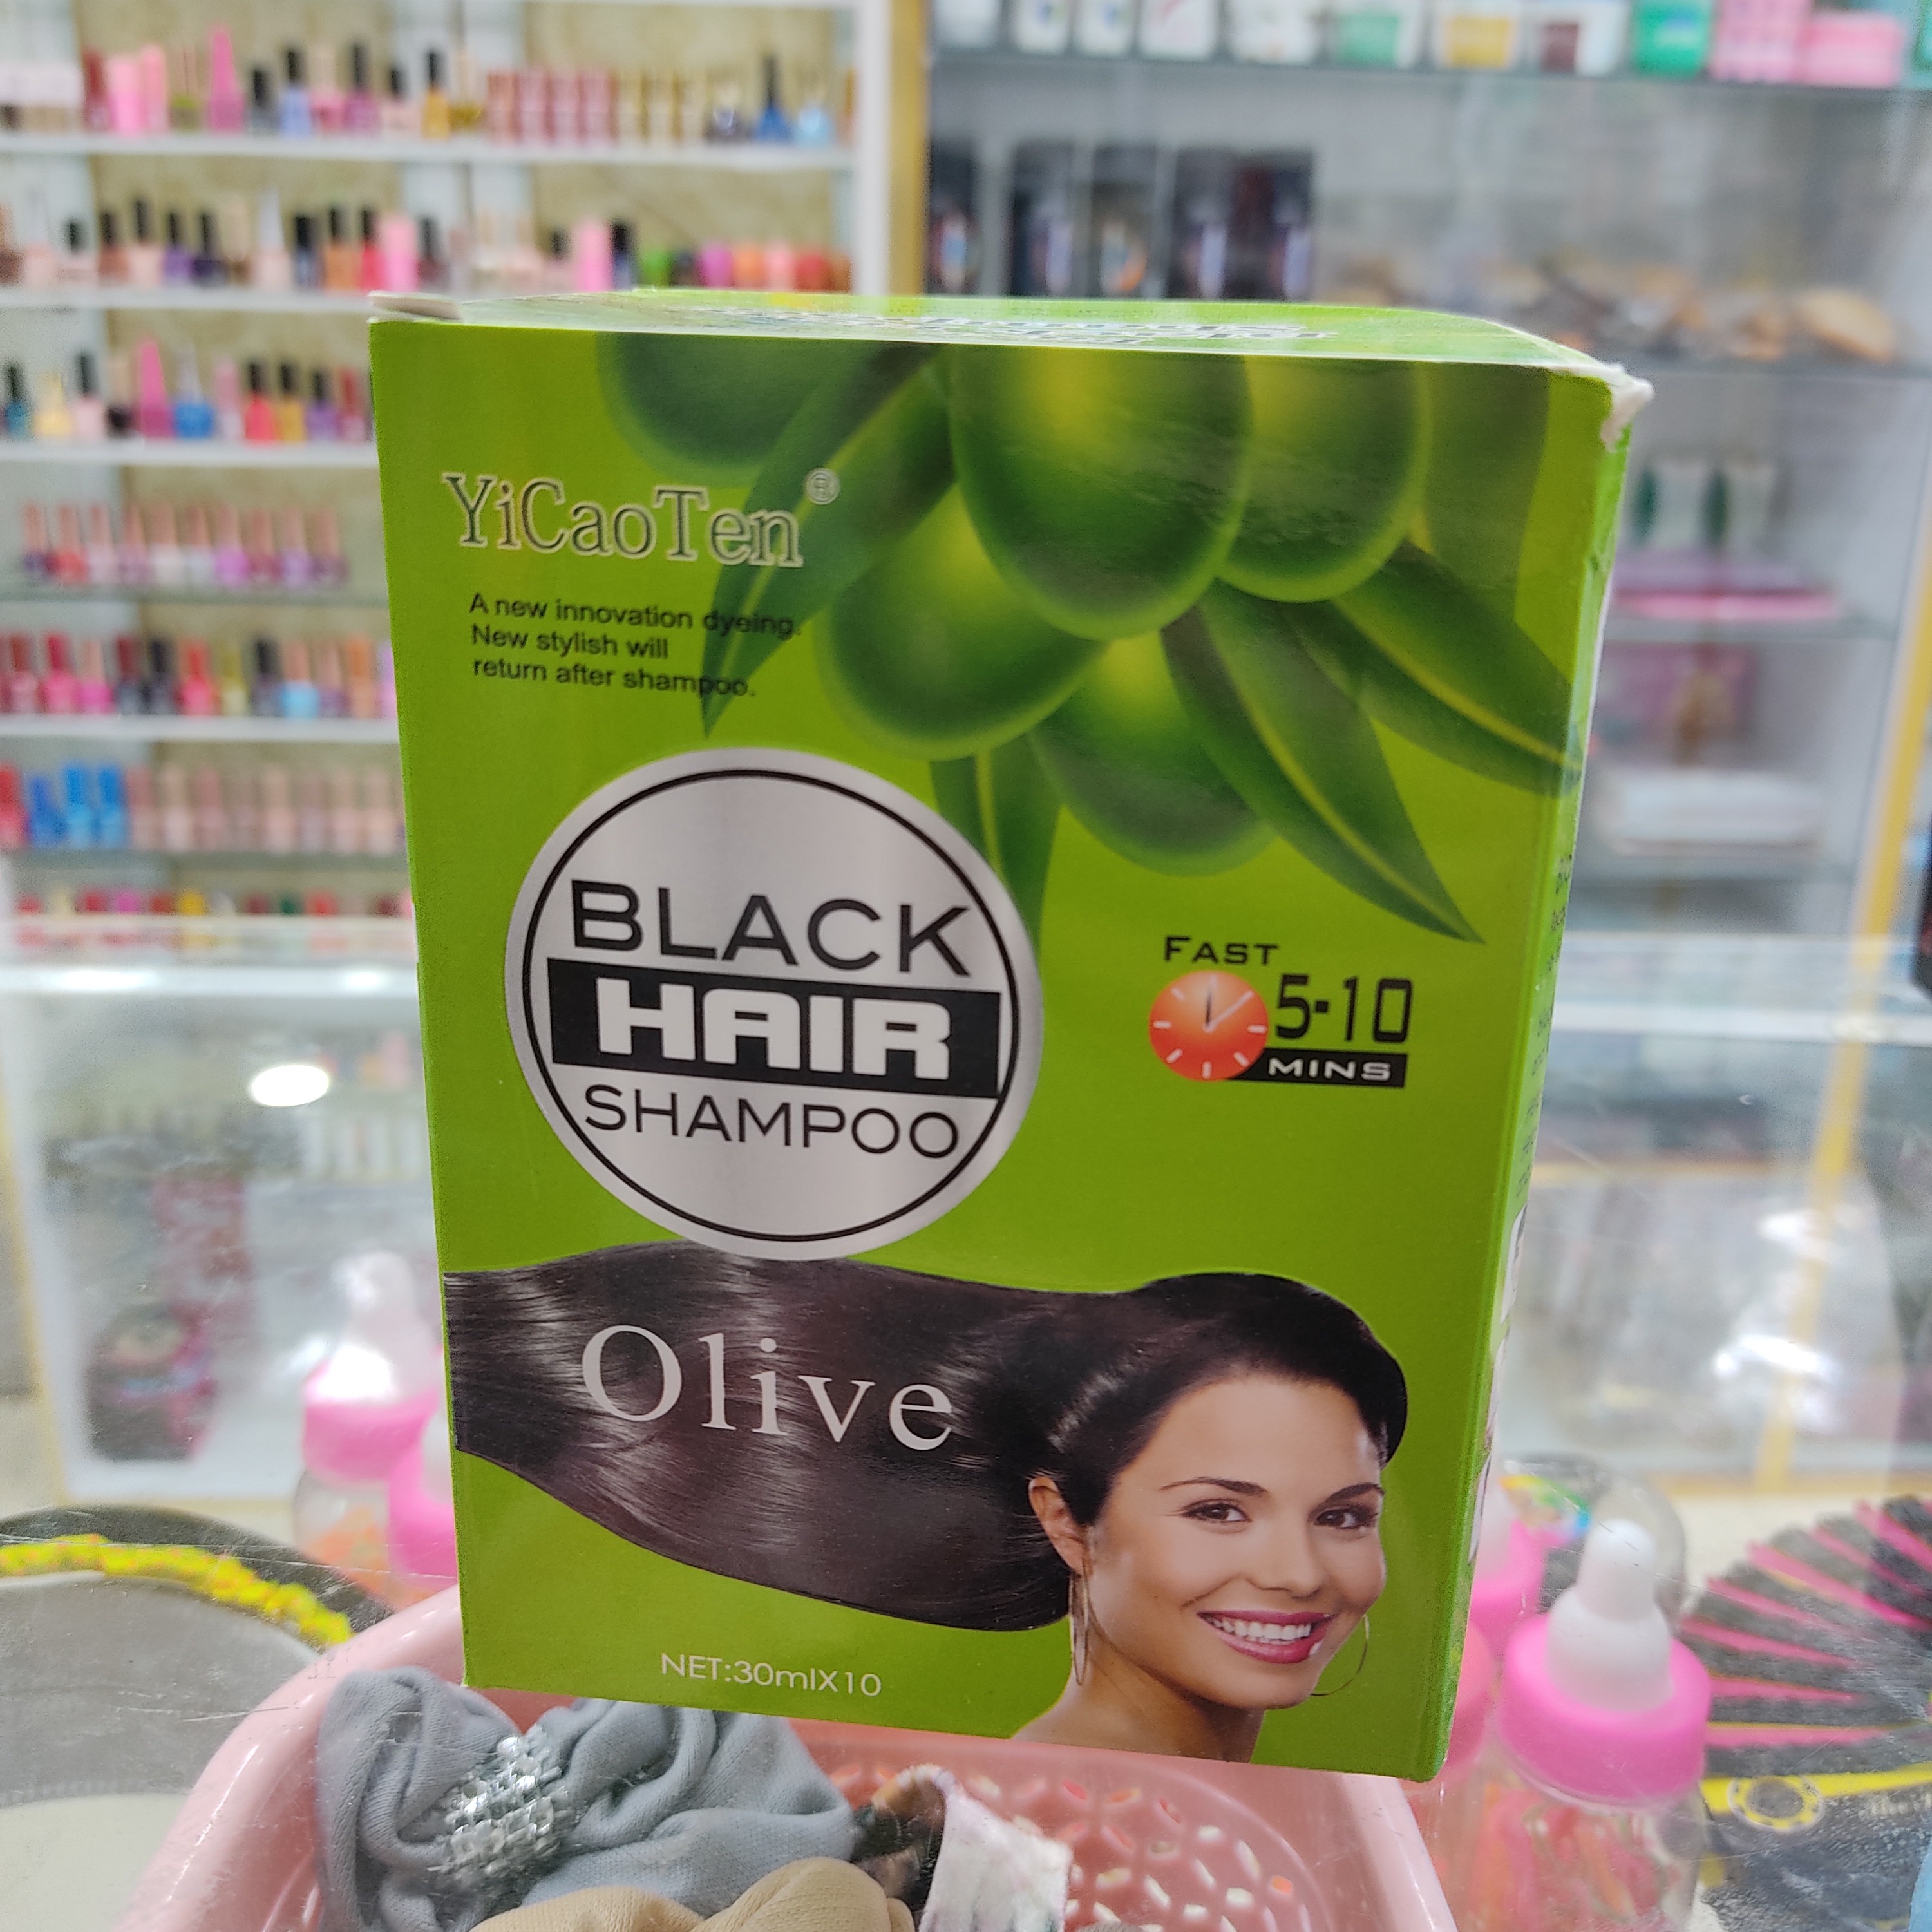 YiCaoTen®
A new innovation dyeing.
New stylish will
return after shampoo.
BLACK
HAIR
SHAMPOO
FAST
5-10
MINS
Olive
NET:30mlX10